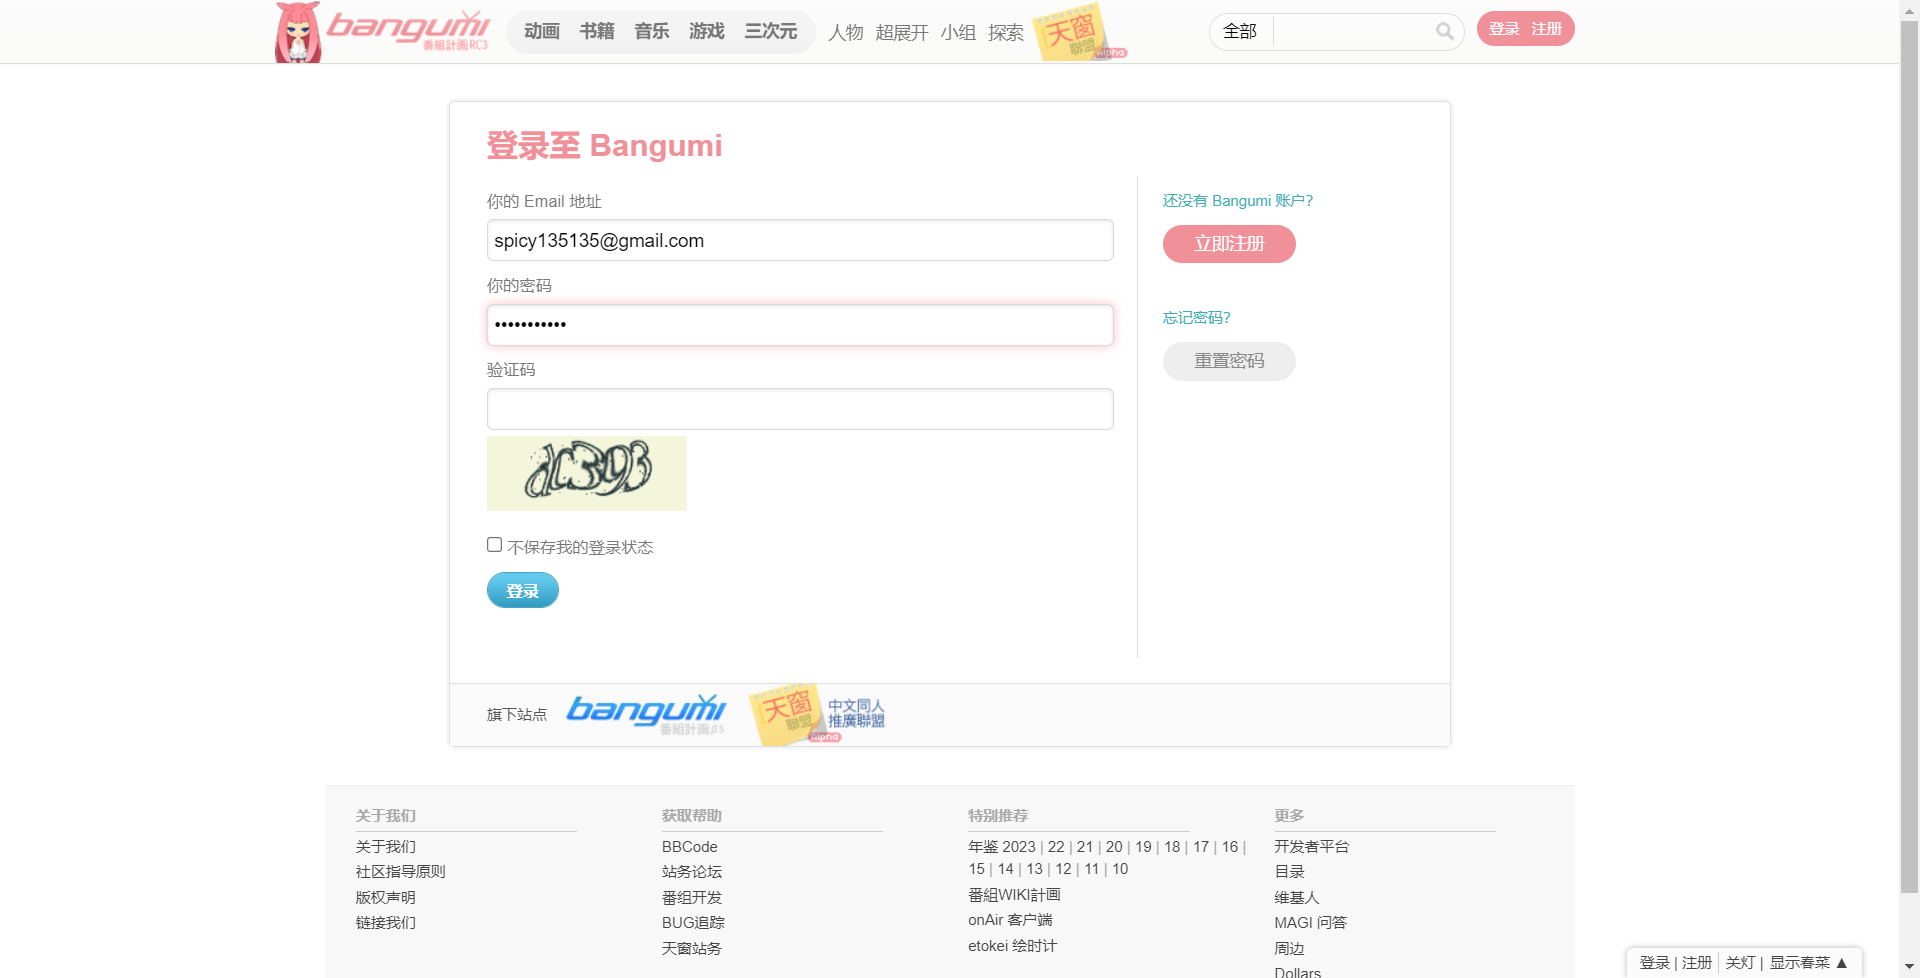 bangumi
番組計画RC3
动画 书籍 音乐 游戏 三次元 人物 超展开 小组 探索
天窗
聯盟
Alpha
全部
登录 注册
登录至 Bangumi
你的 Email 地址
spicy135135@gmail.com
你的密码
•••••••••••
验证码
不保存我的登录状态
登录
还没有 Bangumi 账户?
立即注册
忘记密码?
重置密码
旗下站点
bangumi
番組計画β5
天窗
聯盟
Alpha
中文同人
推廣聯盟
关于我们
关于我们
社区指导原则
版权声明
链接我们
获取帮助
BBCode
站务论坛
番组开发
BUG追踪
天窗站务
特别推荐
年鉴 2023 | 22 | 21 | 20 | 19 | 18 | 17 | 16 |
15 | 14 | 13 | 12 | 11 | 10
番組WIKI計画
onAir 客户端
etokei 绘时计
更多
开发者平台
目录
维基人
MAGI 问答
周边
Dollars
登录 | 注册 | 关灯 | 显示春菜 ▲